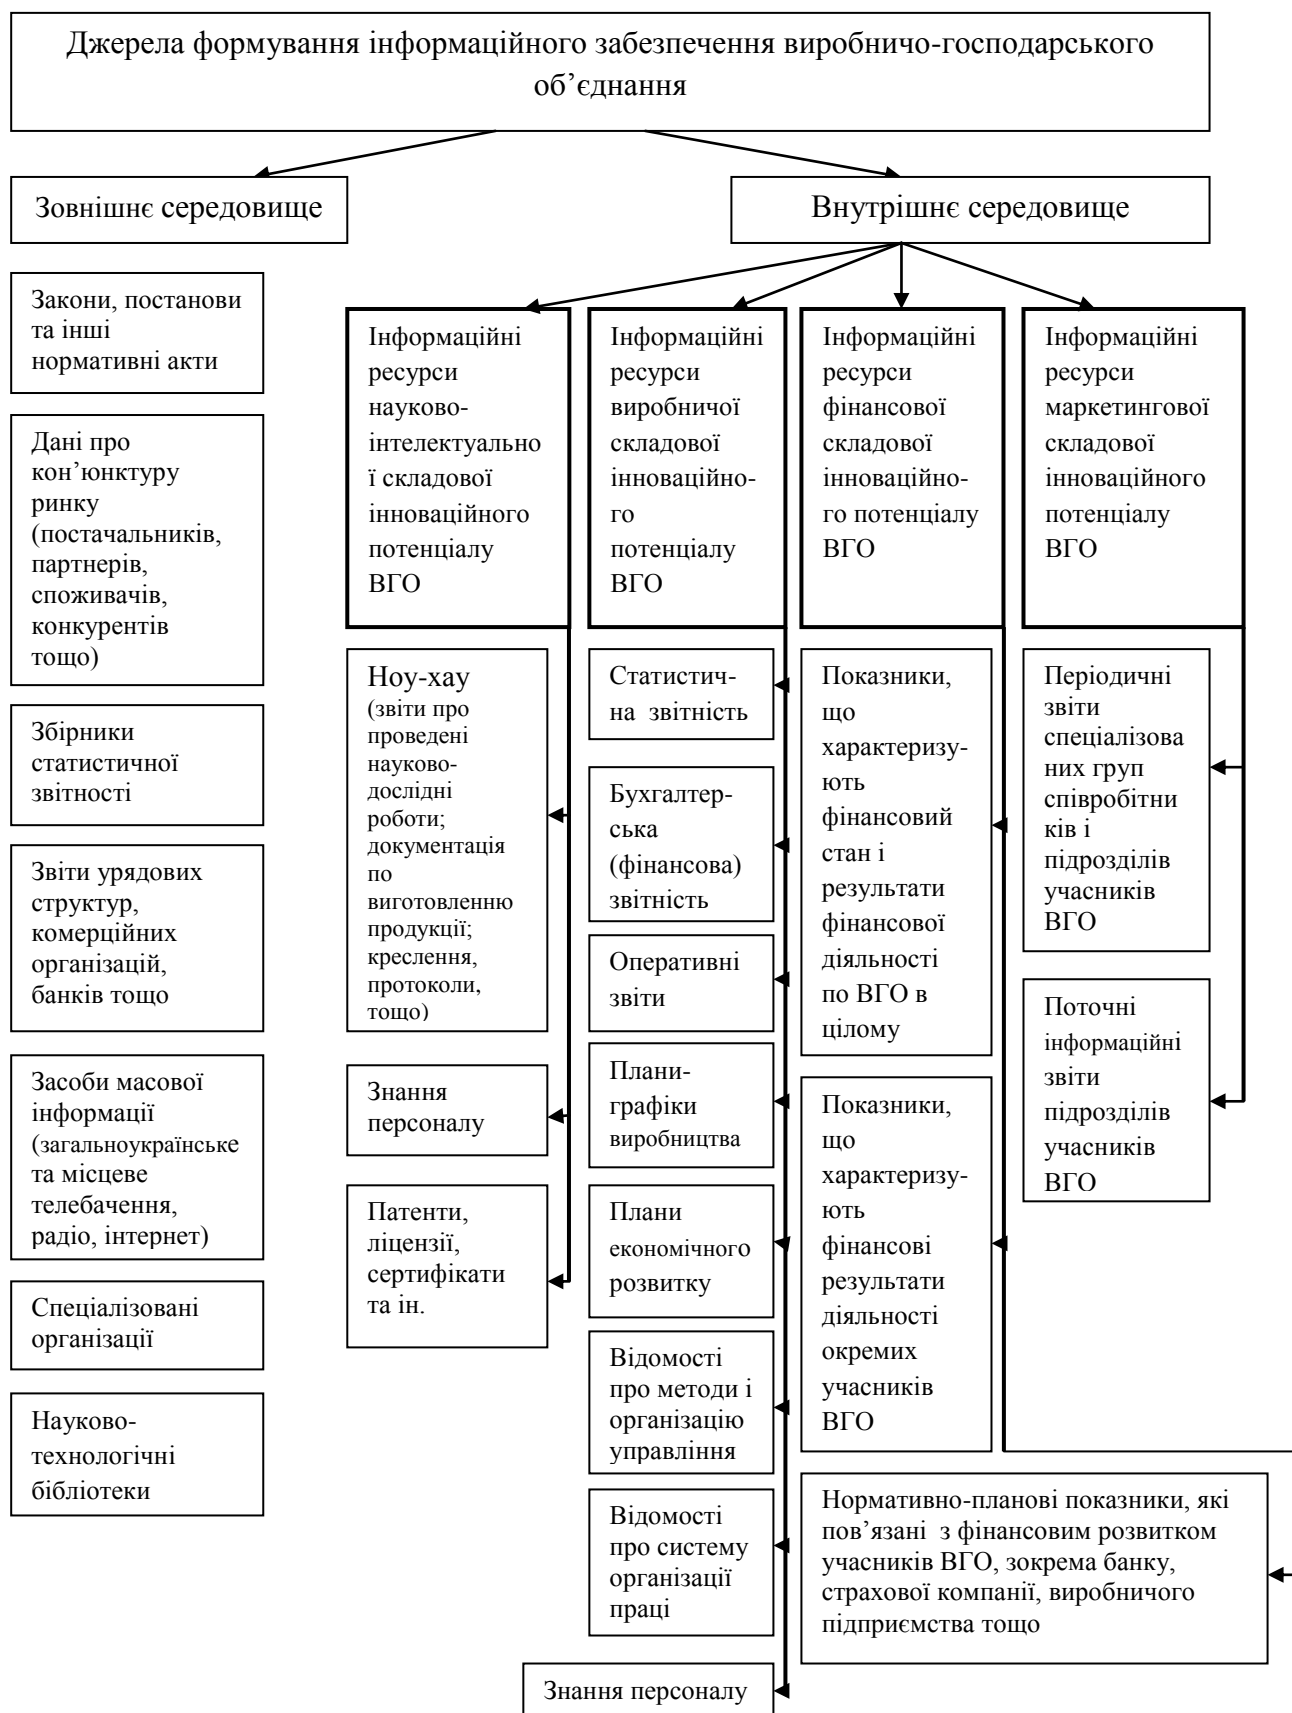 Джерела формування інформаційного забезпечення виробничо-господарського
об’єднання
Зовнішнє середовище
Внутрішнє середовище
Закони, постанови
та інші
нормативні акти
Дані про
кон’юнктуру
ринку
(постачальників,
партнерів,
споживачів,
конкурентів
тощо)
Збірники
статистичної
звітності
Звіти урядових
структур,
комерційних
організацій,
банків тощо
Засоби масової
інформації
(загальноукраїнське
та місцеве
телебачення,
радіо, інтернет)
Спеціалізовані
організації
Науково-
технологічні
бібліотеки
Інформаційні
ресурси
науково-
інтелектуально
ї складової
інноваційного
потенціалу
ВГО
Ноу-хау
(звіти про
проведені
науково-
дослідні
роботи;
документація
по
виготовленню
продукції;
креслення,
протоколи,
тощо)
Знання
персоналу
Патенти,
ліцензії,
сертифікати
та ін.
Інформаційні
ресурси
виробничої
складової
інноваційно-
го
потенціалу
ВГО
Статистич-
на звітність
Бухгалтер-
ська
(фінансова)
звітність
Оперативні
звіти
Плани-
графіки
виробництва
Плани
економічного
розвитку
Відомості
про методи і
організацію
управління
Відомості
про систему
організації
праці
Знання персоналу
Інформаційні
ресурси
фінансової
складової
інноваційно-
го потенціалу
ВГО
Показники,
що
характеризу-
ють
фінансовий
стан і
результати
фінансової
діяльності
по ВГО в
цілому
Показники,
що
характеризу-
ють
фінансові
результати
діяльності
окремих
учасників
ВГО
Нормативно-планові показники, які
пов’язані з фінансовим розвитком
учасників ВГО, зокрема банку,
страхової компанії, виробничого
підприємства тощо
Інформаційні
ресурси
маркетингової
складової
інноваційного
потенціалу
ВГО
Періодичні
звіти
спеціалізова
них груп
співробітни
ків і
підрозділів
учасників
ВГО
Поточні
інформаційні
звіти
підрозділів
учасників
ВГО